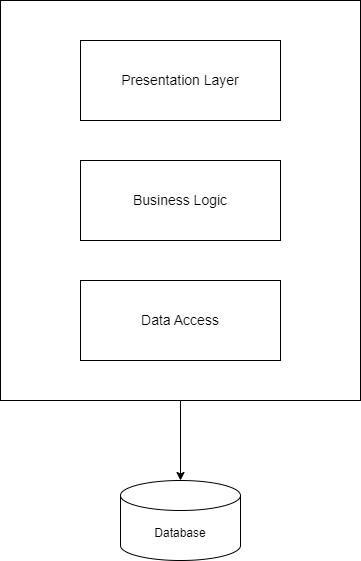 Presentation Layer
Business Logic
Data Access
Database